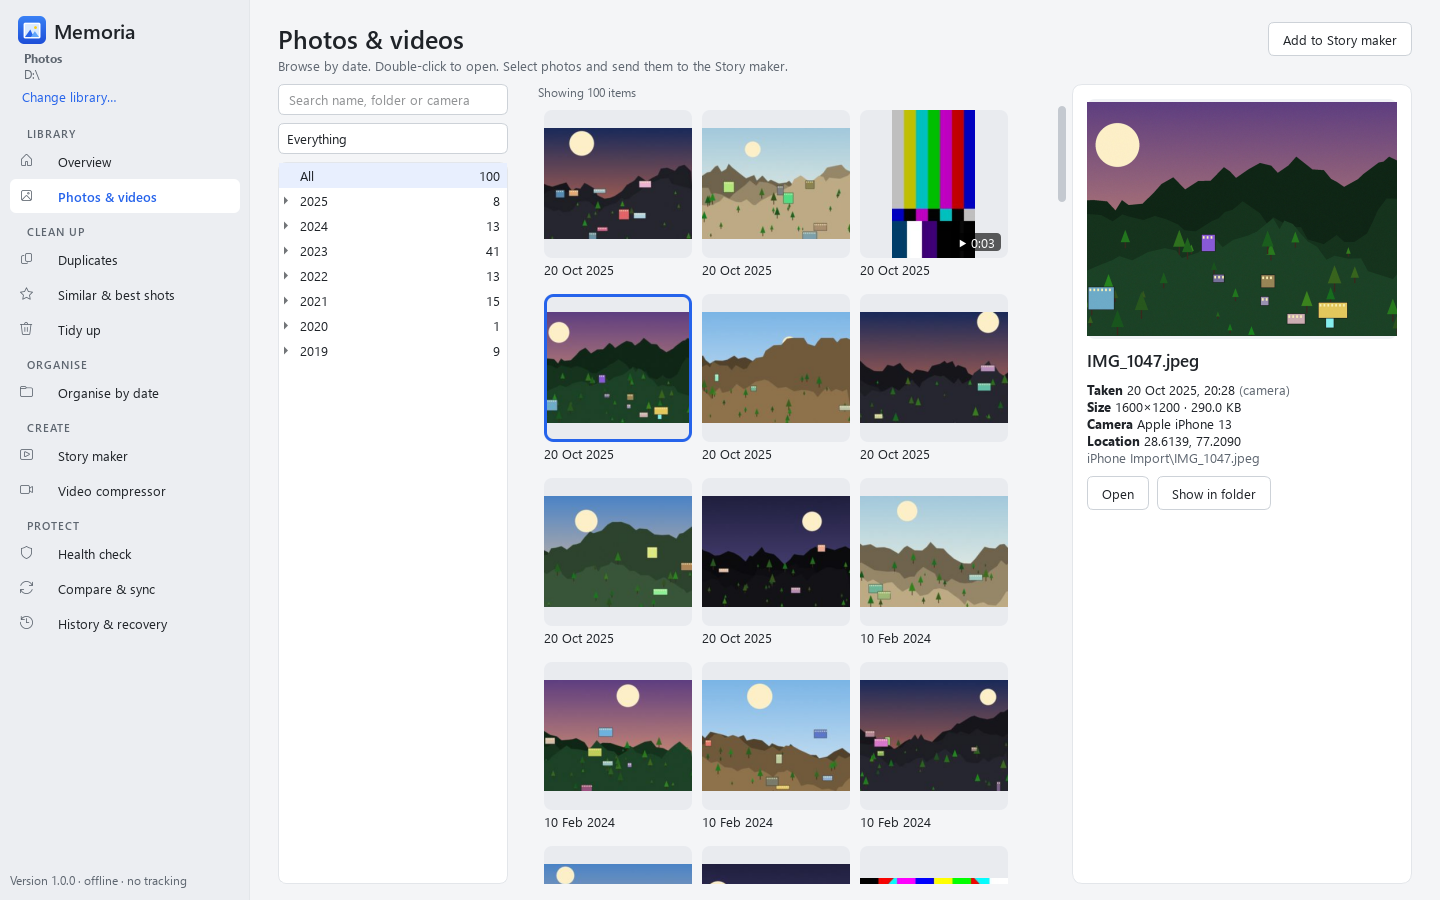 Memoria
Photos
D:\
Change library...
LIBRARY
Overview
Photos & videos
CLEAN UP
Duplicates
Similar & best shots
Tidy up
ORGANISE
Organise by date
CREATE
Story maker
Video compressor
PROTECT
Health check
Compare & sync
History & recovery
Version 1.0.0 · offline · no tracking
Photos & videos
Browse by date. Double-click to open. Select photos and send them to the Story maker.
Add to Story maker
Search name, folder or camera
Everything
All 100
2025 8
2024 13
2023 41
2022 13
2021 15
2020 1
2019 9
Showing 100 items
0:03
20 Oct 2025
20 Oct 2025
20 Oct 2025
20 Oct 2025
20 Oct 2025
20 Oct 2025
20 Oct 2025
20 Oct 2025
10 Feb 2024
10 Feb 2024
10 Feb 2024
10 Feb 2024
IMG_1047.jpeg
Taken 20 Oct 2025, 20:28 (camera)
Size 1600×1200 · 290.0 KB
Camera Apple iPhone 13
Location 28.6139, 77.2090
iPhone Import\IMG_1047.jpeg
Open
Show in folder